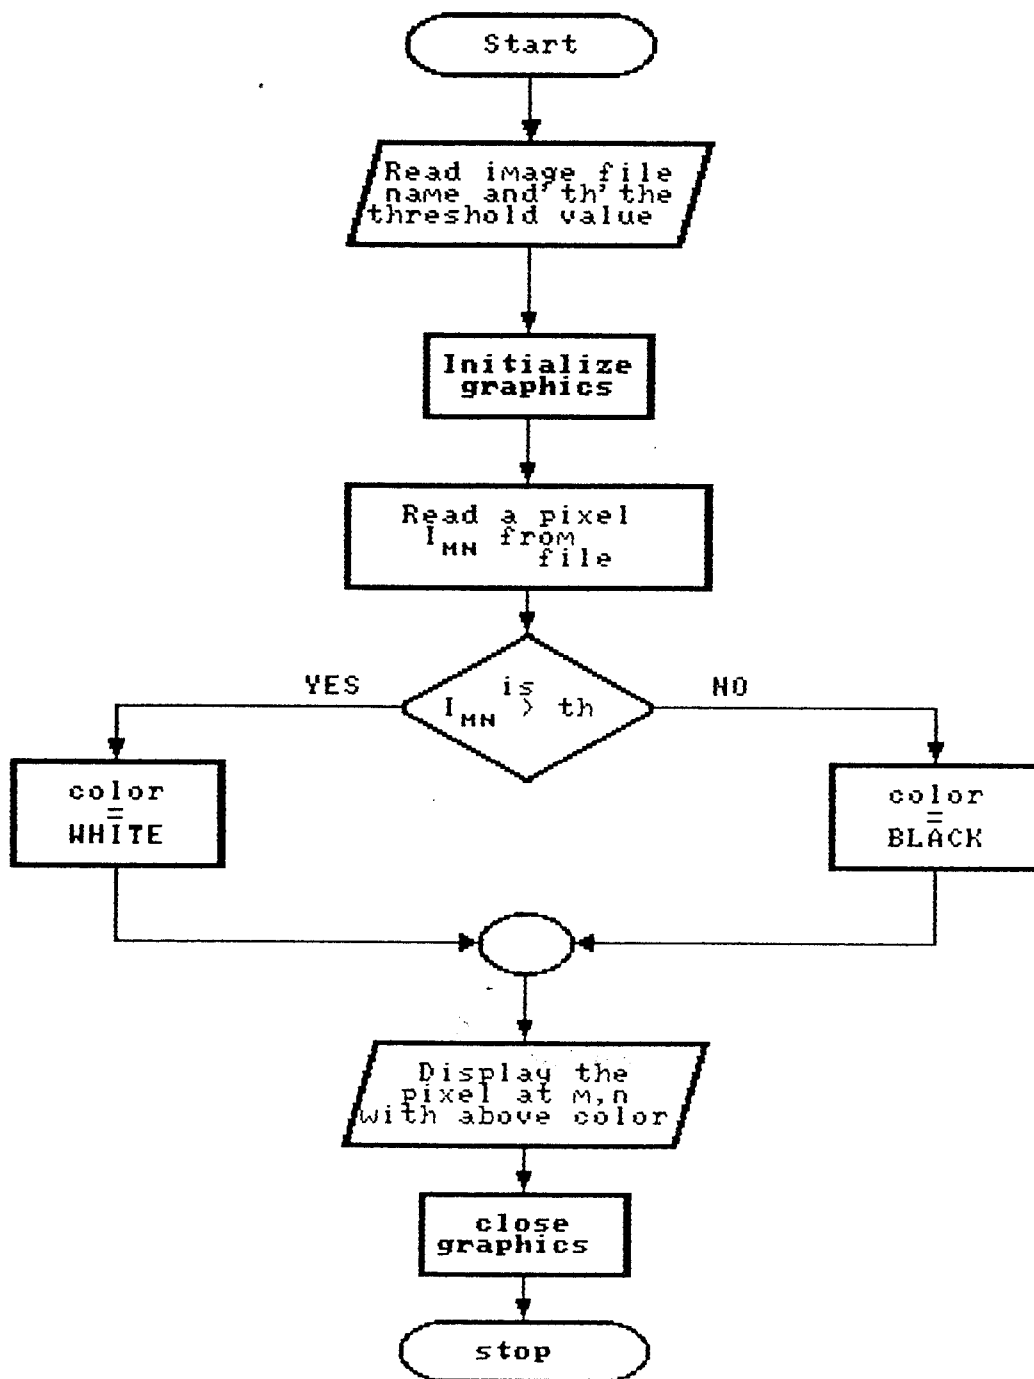 Start
Read image file
name and 'th' the
threshold value
Initialize
graphics
Read a pixel
I_MN from
file
YES
is
I_MN > th
NO
color
=
WHITE
color
=
BLACK
Display the
pixel at m,n
with above color
close
graphics
stop